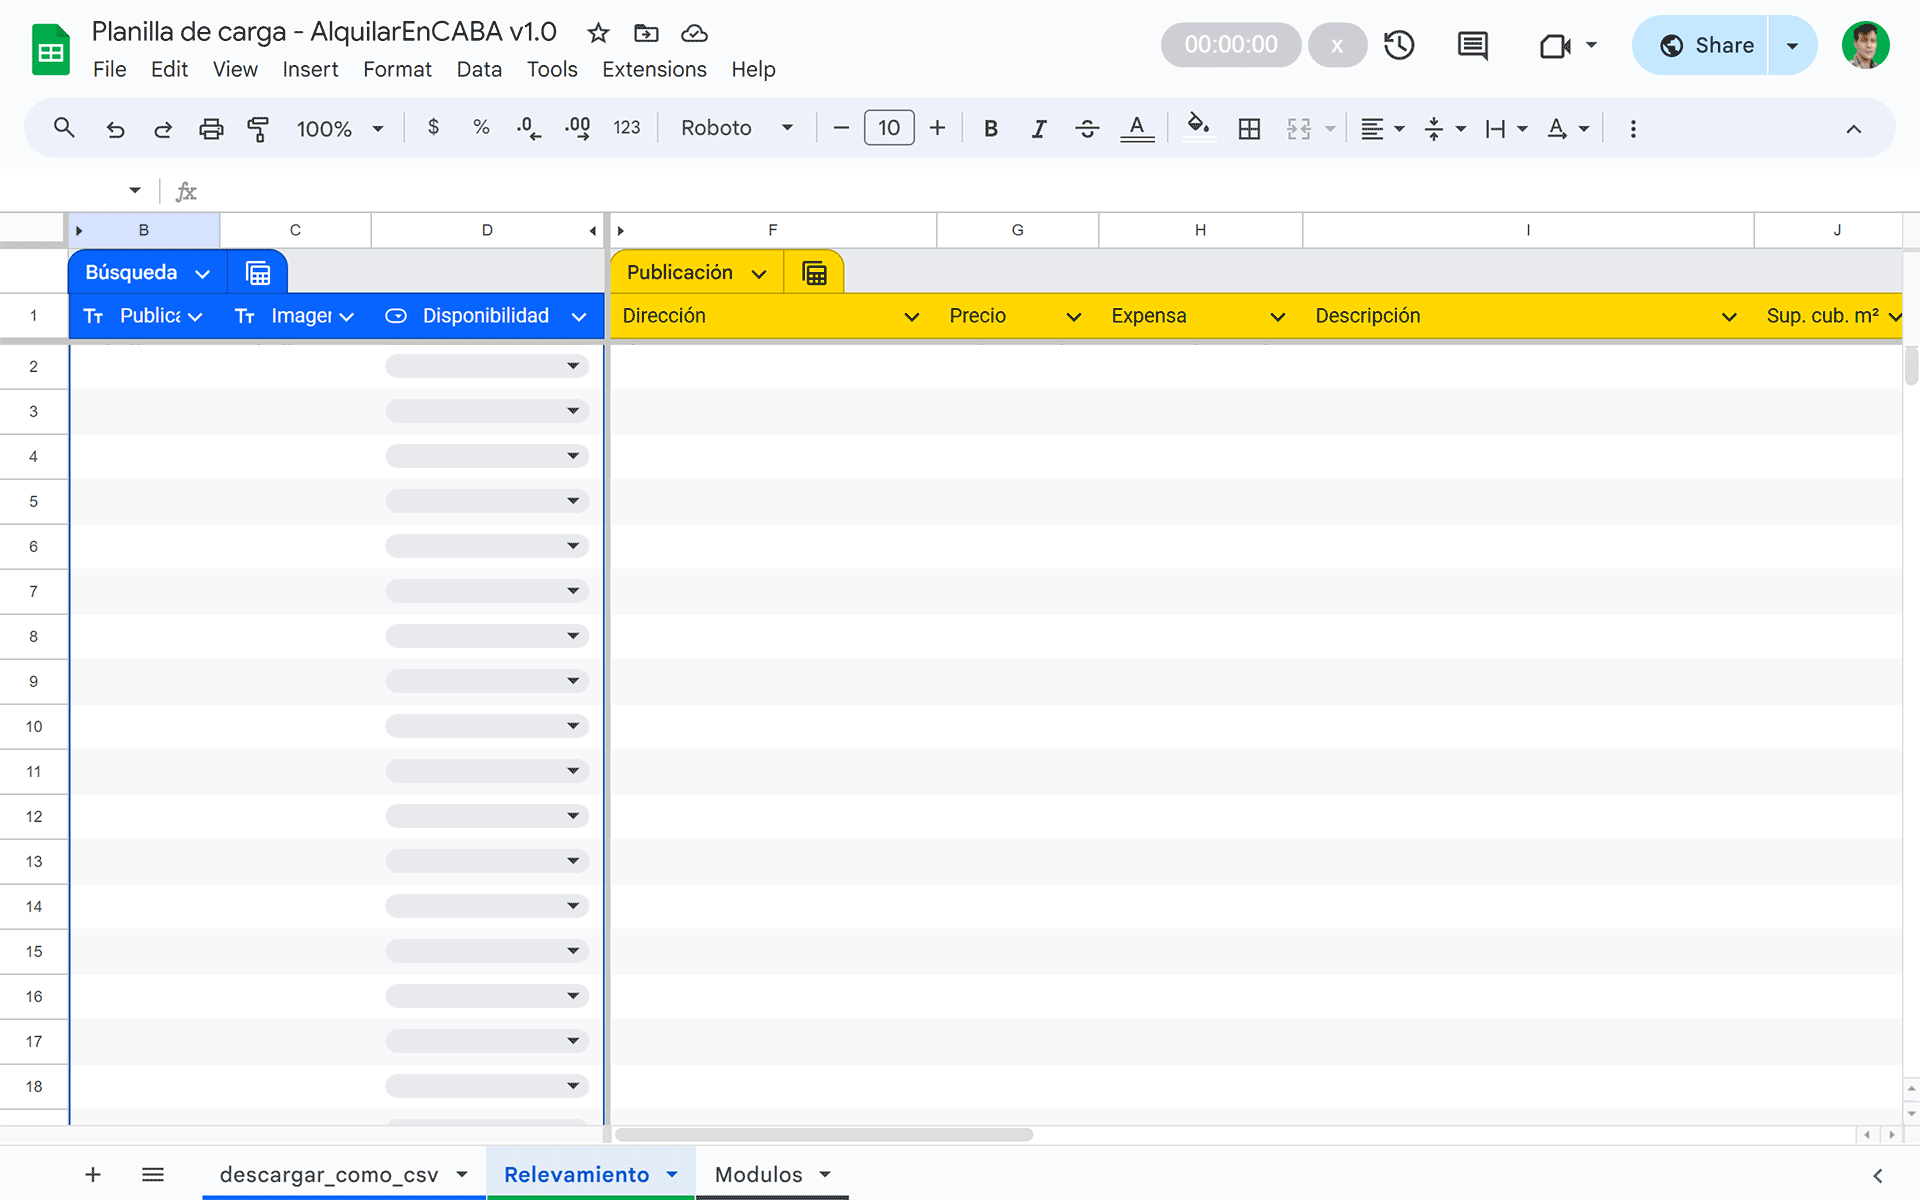 Planilla de carga - AlquilarEnCABA v1.0
File Edit View Insert Format Data Tools Extensions Help
00:00:00 x Share
100% $ % .0 .00 123 Roboto 10 B I A A
fx
B C D F G H I J
Búsqueda Publicación
1 Tт Publica Tт Imager Disponibilidad Dirección Precio Expensa Descripción Sup. cub. m²
2
3
4
5
6
7
8
9
10
11
12
13
14
15
16
17
18
descargar_como_csv Relevamiento Modulos